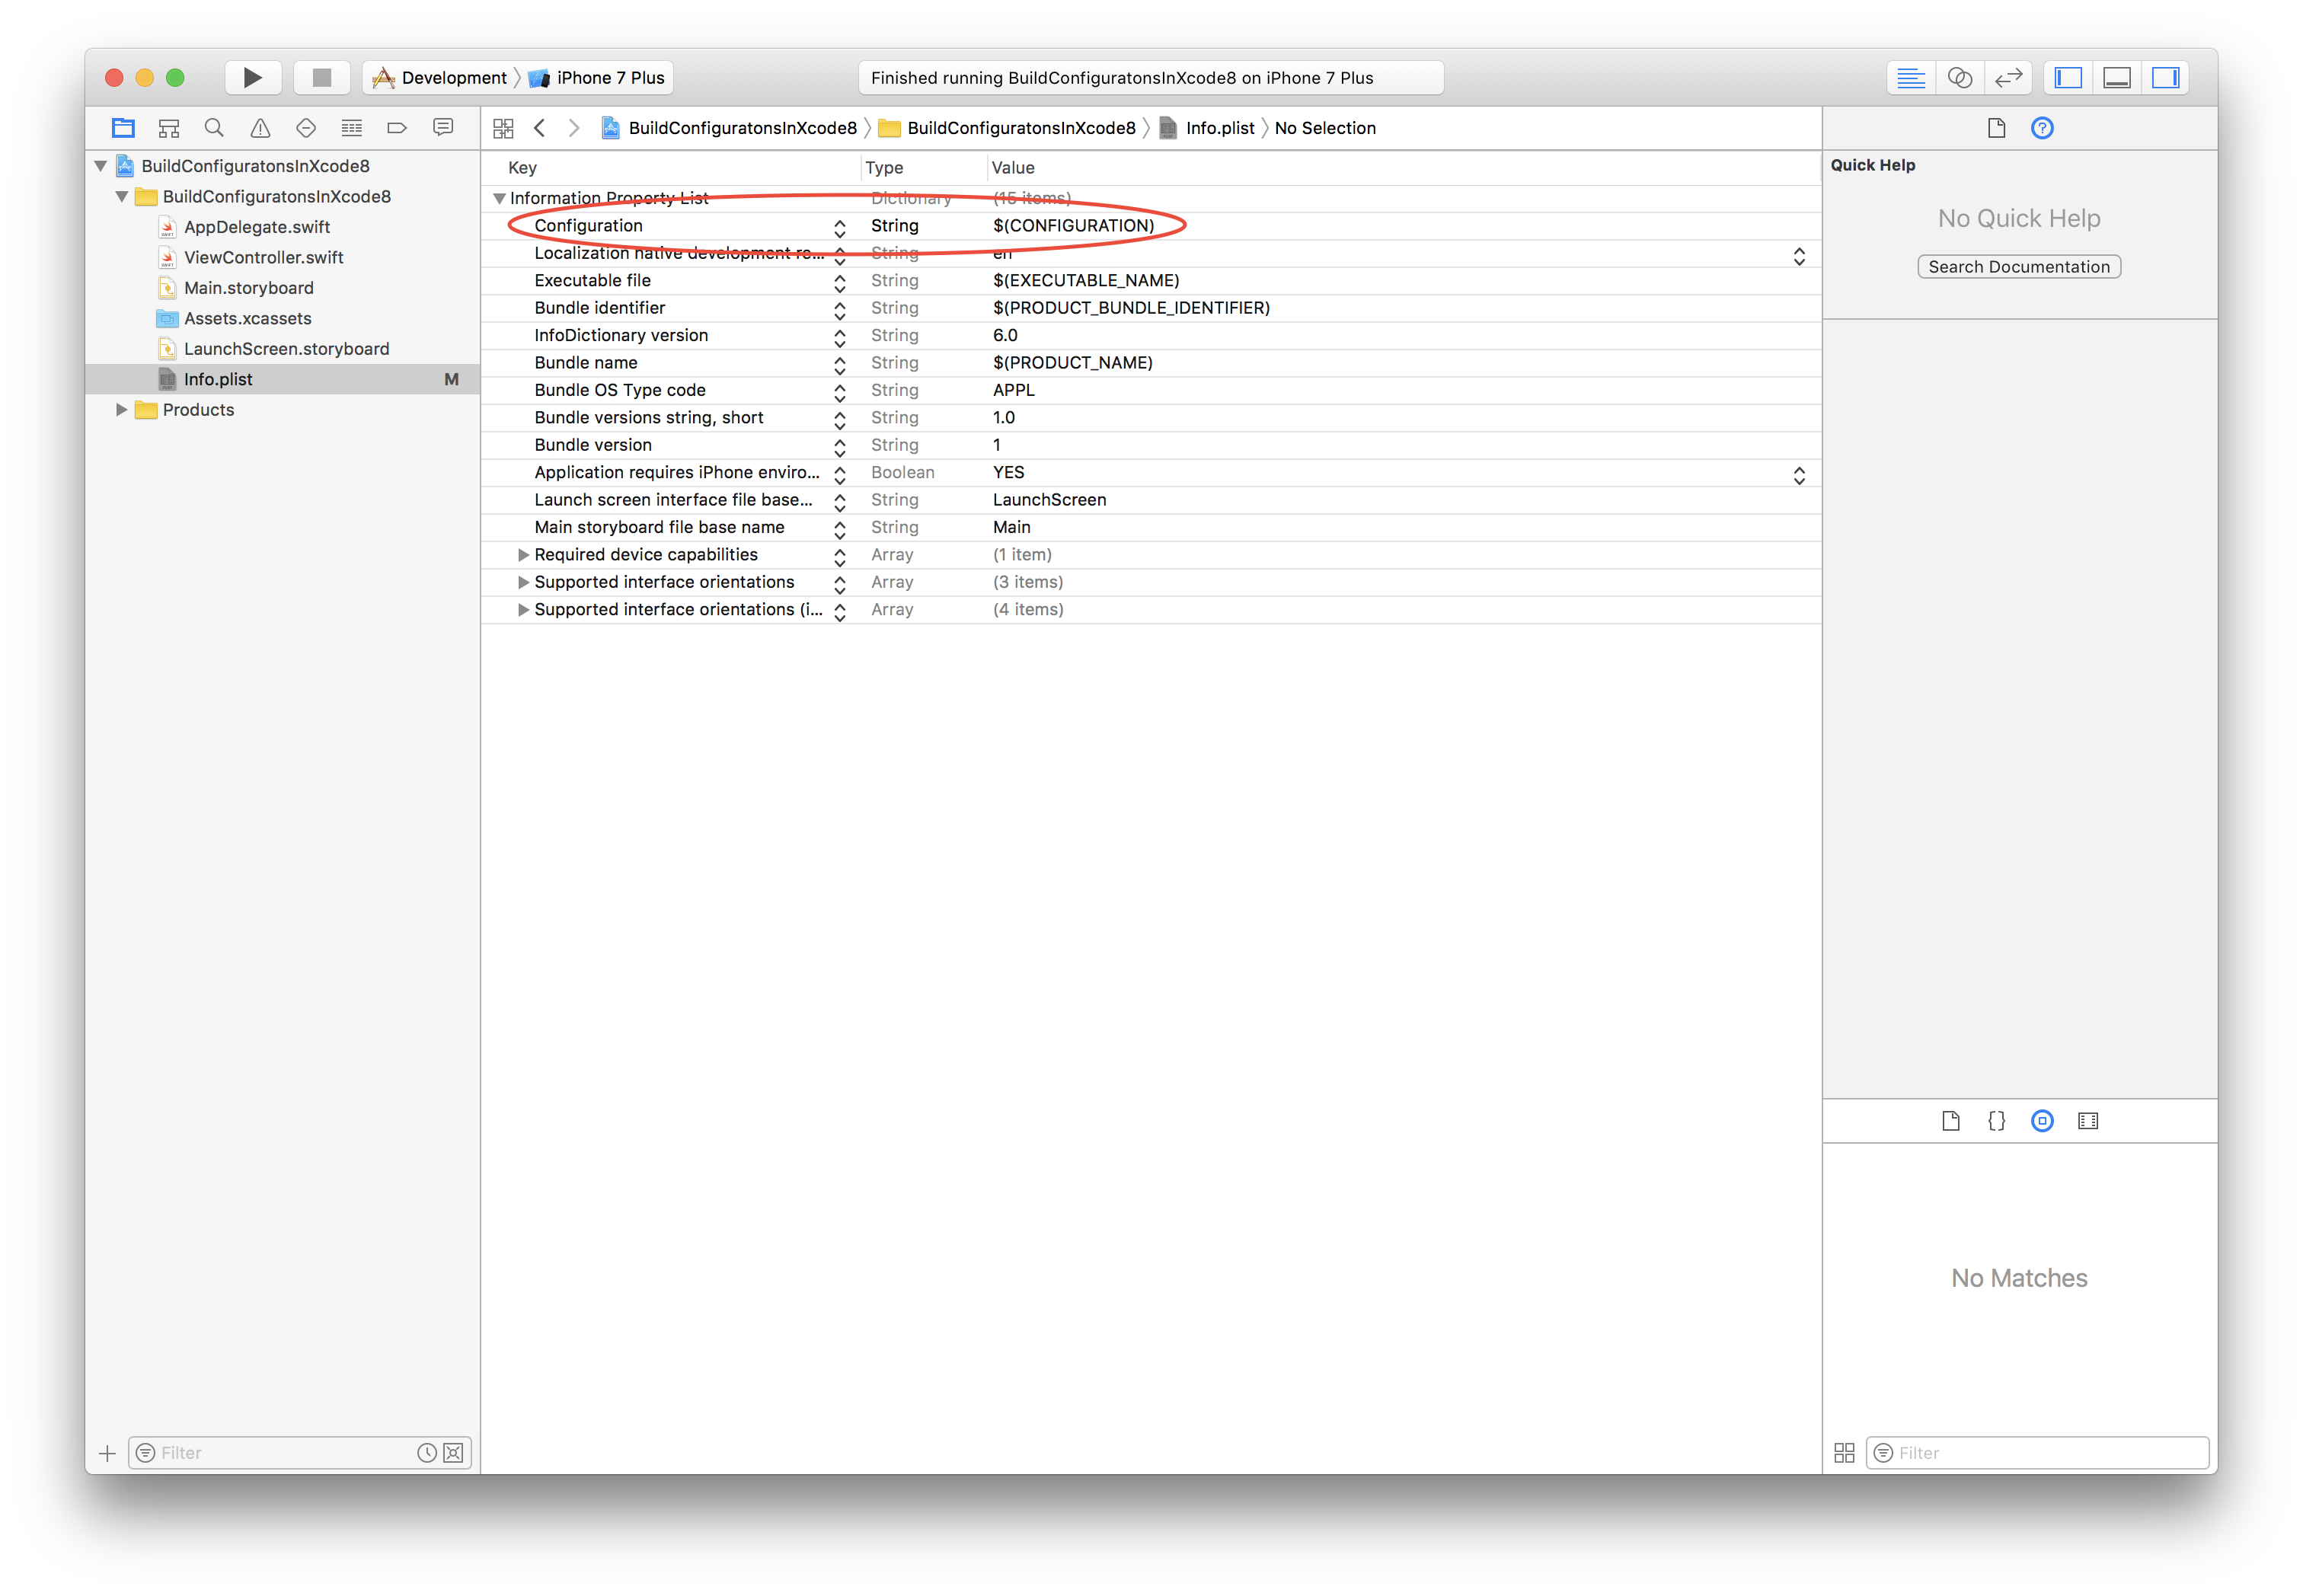 Development iPhone 7 Plus
Finished running BuildConfiguratonsInXcode8 on iPhone 7 Plus
BuildConfiguratonsInXcode8 BuildConfiguratonsInXcode8 Info.plist No Selection
BuildConfiguratonsInXcode8
BuildConfiguratonsInXcode8
AppDelegate.swift
ViewController.swift
Main.storyboard
Assets.xcassets
LaunchScreen.storyboard
Info.plist M
Products
Filter
Key Type Value
Information Property List Dictionary (15 items)
Configuration String $(CONFIGURATION)
Localization native development re... String en
Executable file String $(EXECUTABLE_NAME)
Bundle identifier String $(PRODUCT_BUNDLE_IDENTIFIER)
InfoDictionary version String 6.0
Bundle name String $(PRODUCT_NAME)
Bundle OS Type code String APPL
Bundle versions string, short String 1.0
Bundle version String 1
Application requires iPhone enviro... Boolean YES
Launch screen interface file base... String LaunchScreen
Main storyboard file base name String Main
Required device capabilities Array (1 item)
Supported interface orientations Array (3 items)
Supported interface orientations (i... Array (4 items)
Quick Help
No Quick Help
Search Documentation
No Matches
Filter